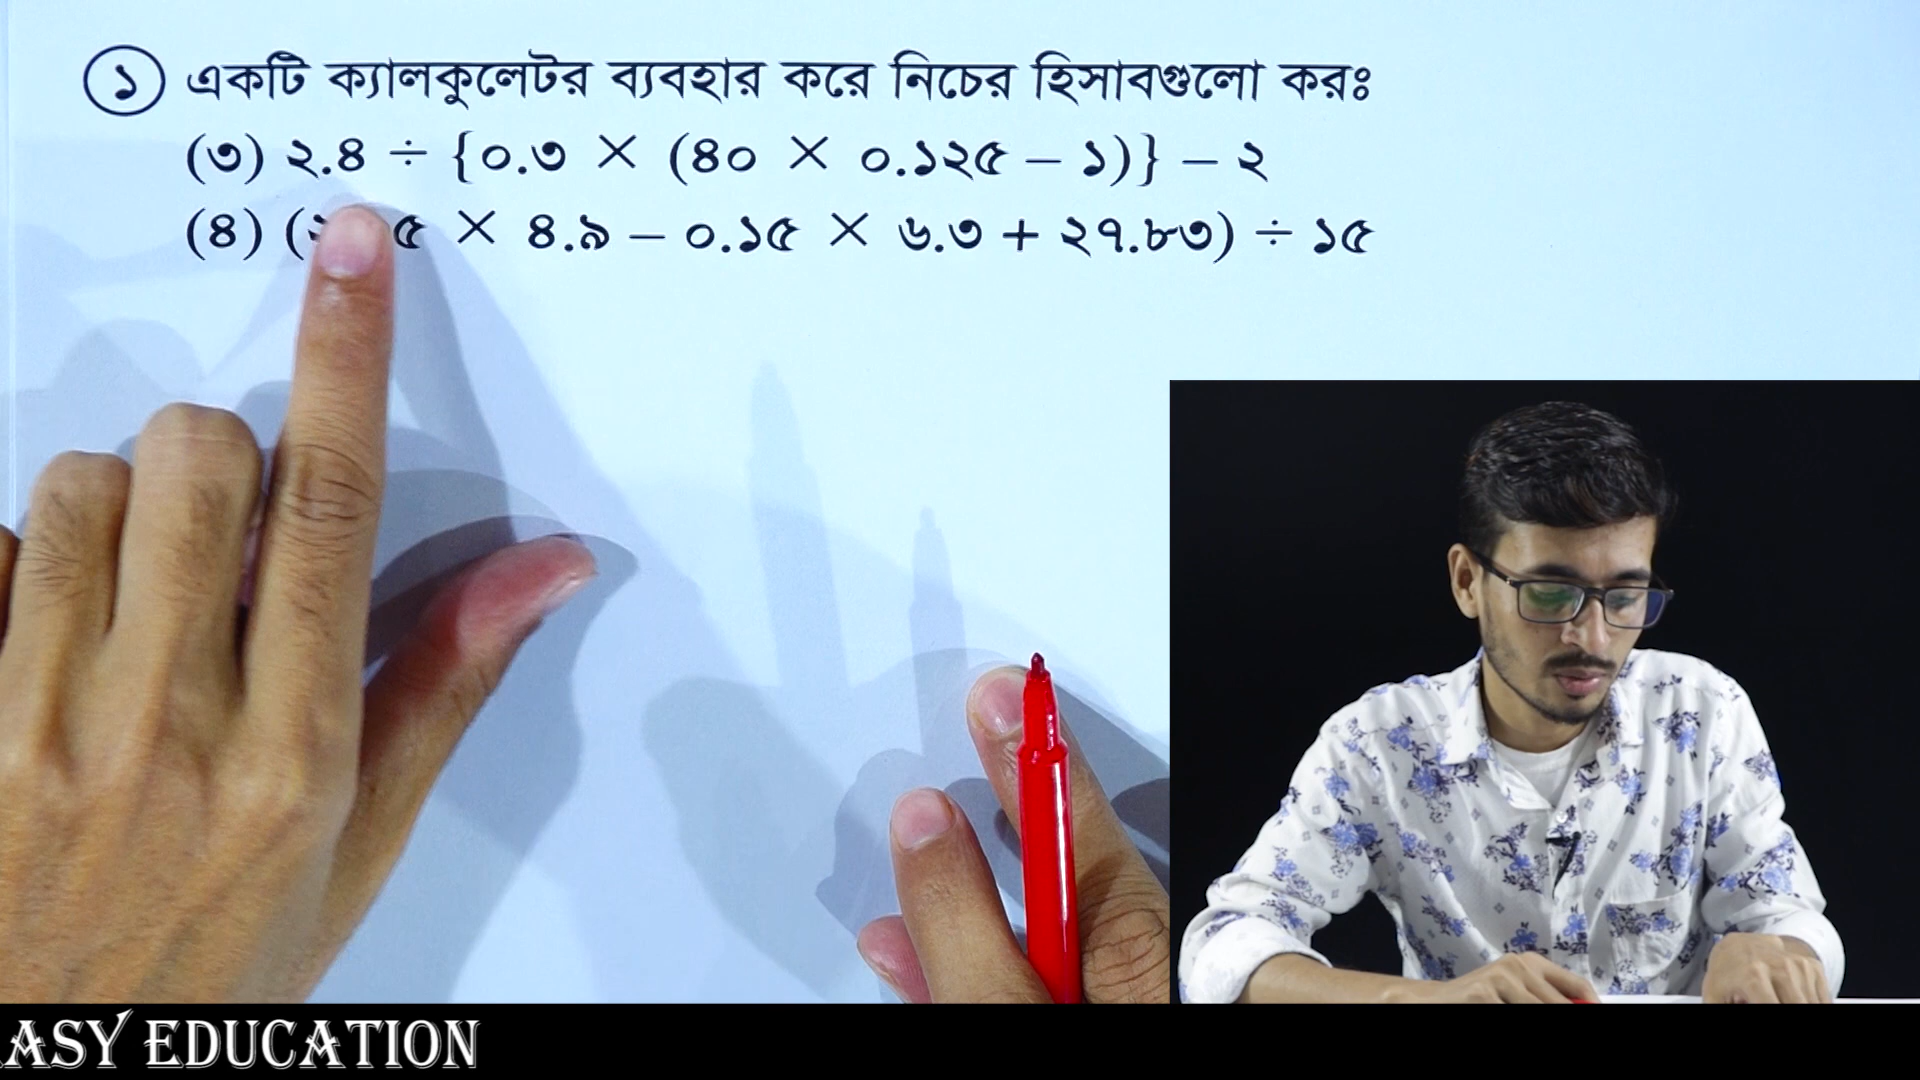 ১ একটি ক্যালকুলেটর ব্যবহার করে নিচের হিসাবগুলো করঃ
(৩) ২.৪ ÷ {০.৩ × (৪০ × ০.১২৫ – ১)} – ২
(৪) ( ৫ × ৪.৯ – ০.১৫ × ৬.৩ + ২৭.৮৩) ÷ ১৫
ASY EDUCATION